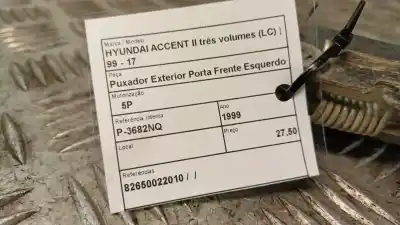 Marca / Modelo
HYUNDAI ACCENT II três volumes (LC) |
99 - 17
Peça
Puxador Exterior Porta Frente Esquerdo
Motorização
5P
Referência Interna
P-3682NQ
Ano
1999
Local
Preço
27.50
Referências
82650022010 / /